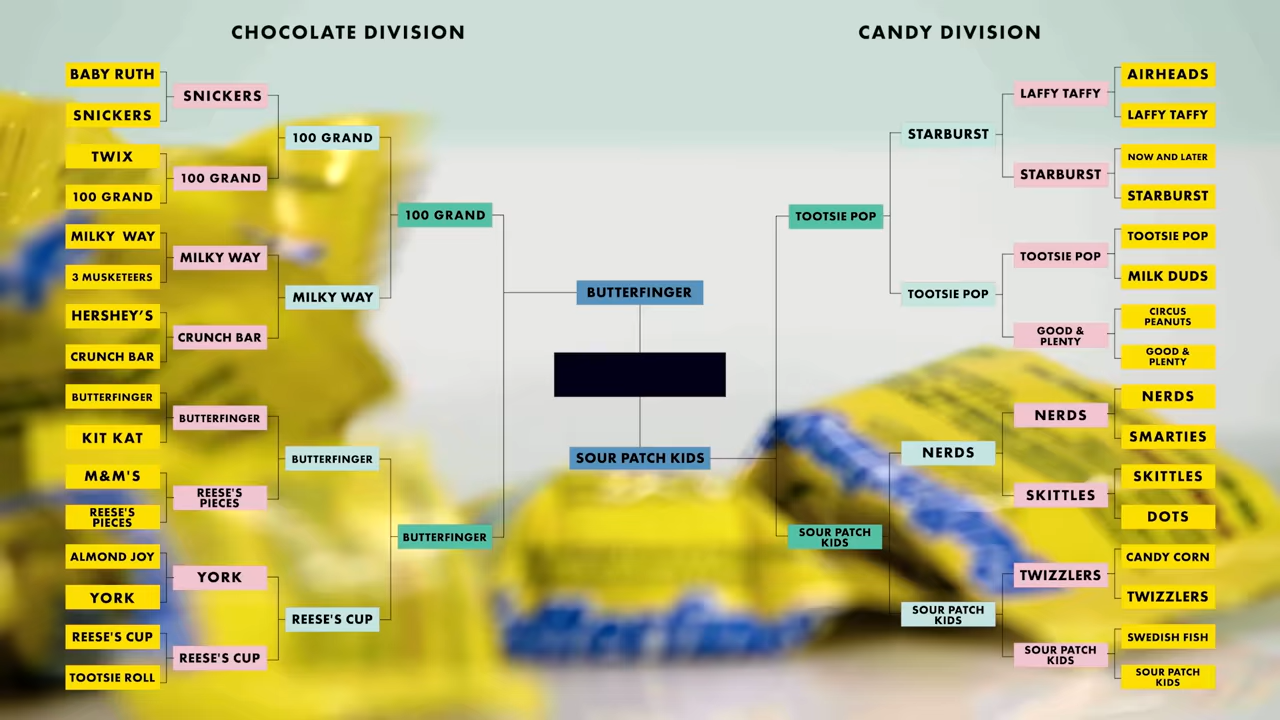 CHOCOLATE DIVISION
CANDY DIVISION
BABY RUTH
SNICKERS
TWIX
100 GRAND
MILKY WAY
3 MUSKETEERS
HERSHEY'S
CRUNCH BAR
BUTTERFINGER
KIT KAT
M&M'S
REESE'S
PIECES
ALMOND JOY
YORK
REESE'S CUP
TOOTSIE ROLL
SNICKERS
100 GRAND
MILKY WAY
CRUNCH BAR
BUTTERFINGER
REESE'S
PIECES
YORK
REESE'S CUP
100 GRAND
MILKY WAY
BUTTERFINGER
REESE'S CUP
100 GRAND
BUTTERFINGER
BUTTERFINGER
SOUR PATCH KIDS
TOOTSIE POP
SOUR PATCH
KIDS
STARBURST
TOOTSIE POP
NERDS
SOUR PATCH
KIDS
LAFFY TAFFY
STARBURST
TOOTSIE POP
GOOD &
PLENTY
NERDS
SKITTLES
TWIZZLERS
SOUR PATCH
KIDS
AIRHEADS
LAFFY TAFFY
NOW AND LATER
STARBURST
TOOTSIE POP
MILK DUDS
CIRCUS
PEANUTS
GOOD &
PLENTY
NERDS
SMARTIES
SKITTLES
DOTS
CANDY CORN
TWIZZLERS
SWEDISH FISH
SOUR PATCH
KIDS